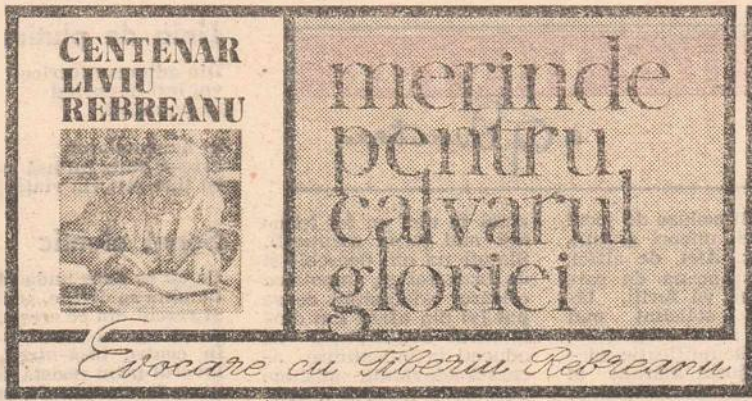 CENTENAR
LIVIU
REBREANU
merinde
pentru
calvarul
gloriei
Evocare cu Tiberiu Rebreanu